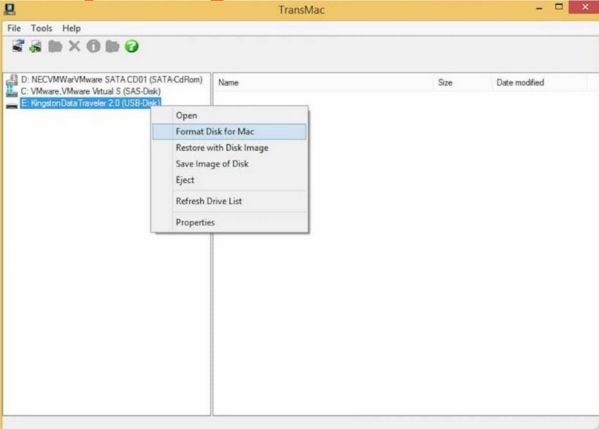 TransMac
File Tools Help
D: NECVMWarVMware SATA CD01 (SATA-CdRom)
C: VMware,VMware Virtual S (SAS-Disk)
E: KingstonDataTraveler 2.0 (USB-Disk)
Name Size Date modified
Open
Format Disk for Mac
Restore with Disk Image
Save Image of Disk
Eject
Refresh Drive List
Properties